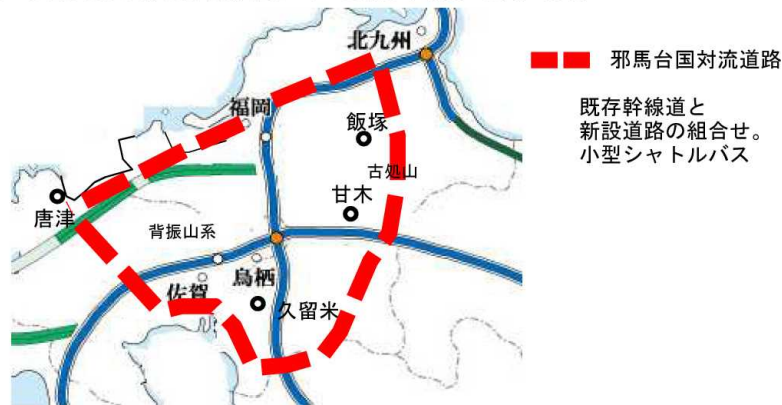 北九州
邪馬台国対流道路
福岡
飯塚
既存幹線道と
新設道路の組合せ。
小型シャトルバス
古処山
甘木
唐津
背振山系
鳥栖
佐賀
久留米